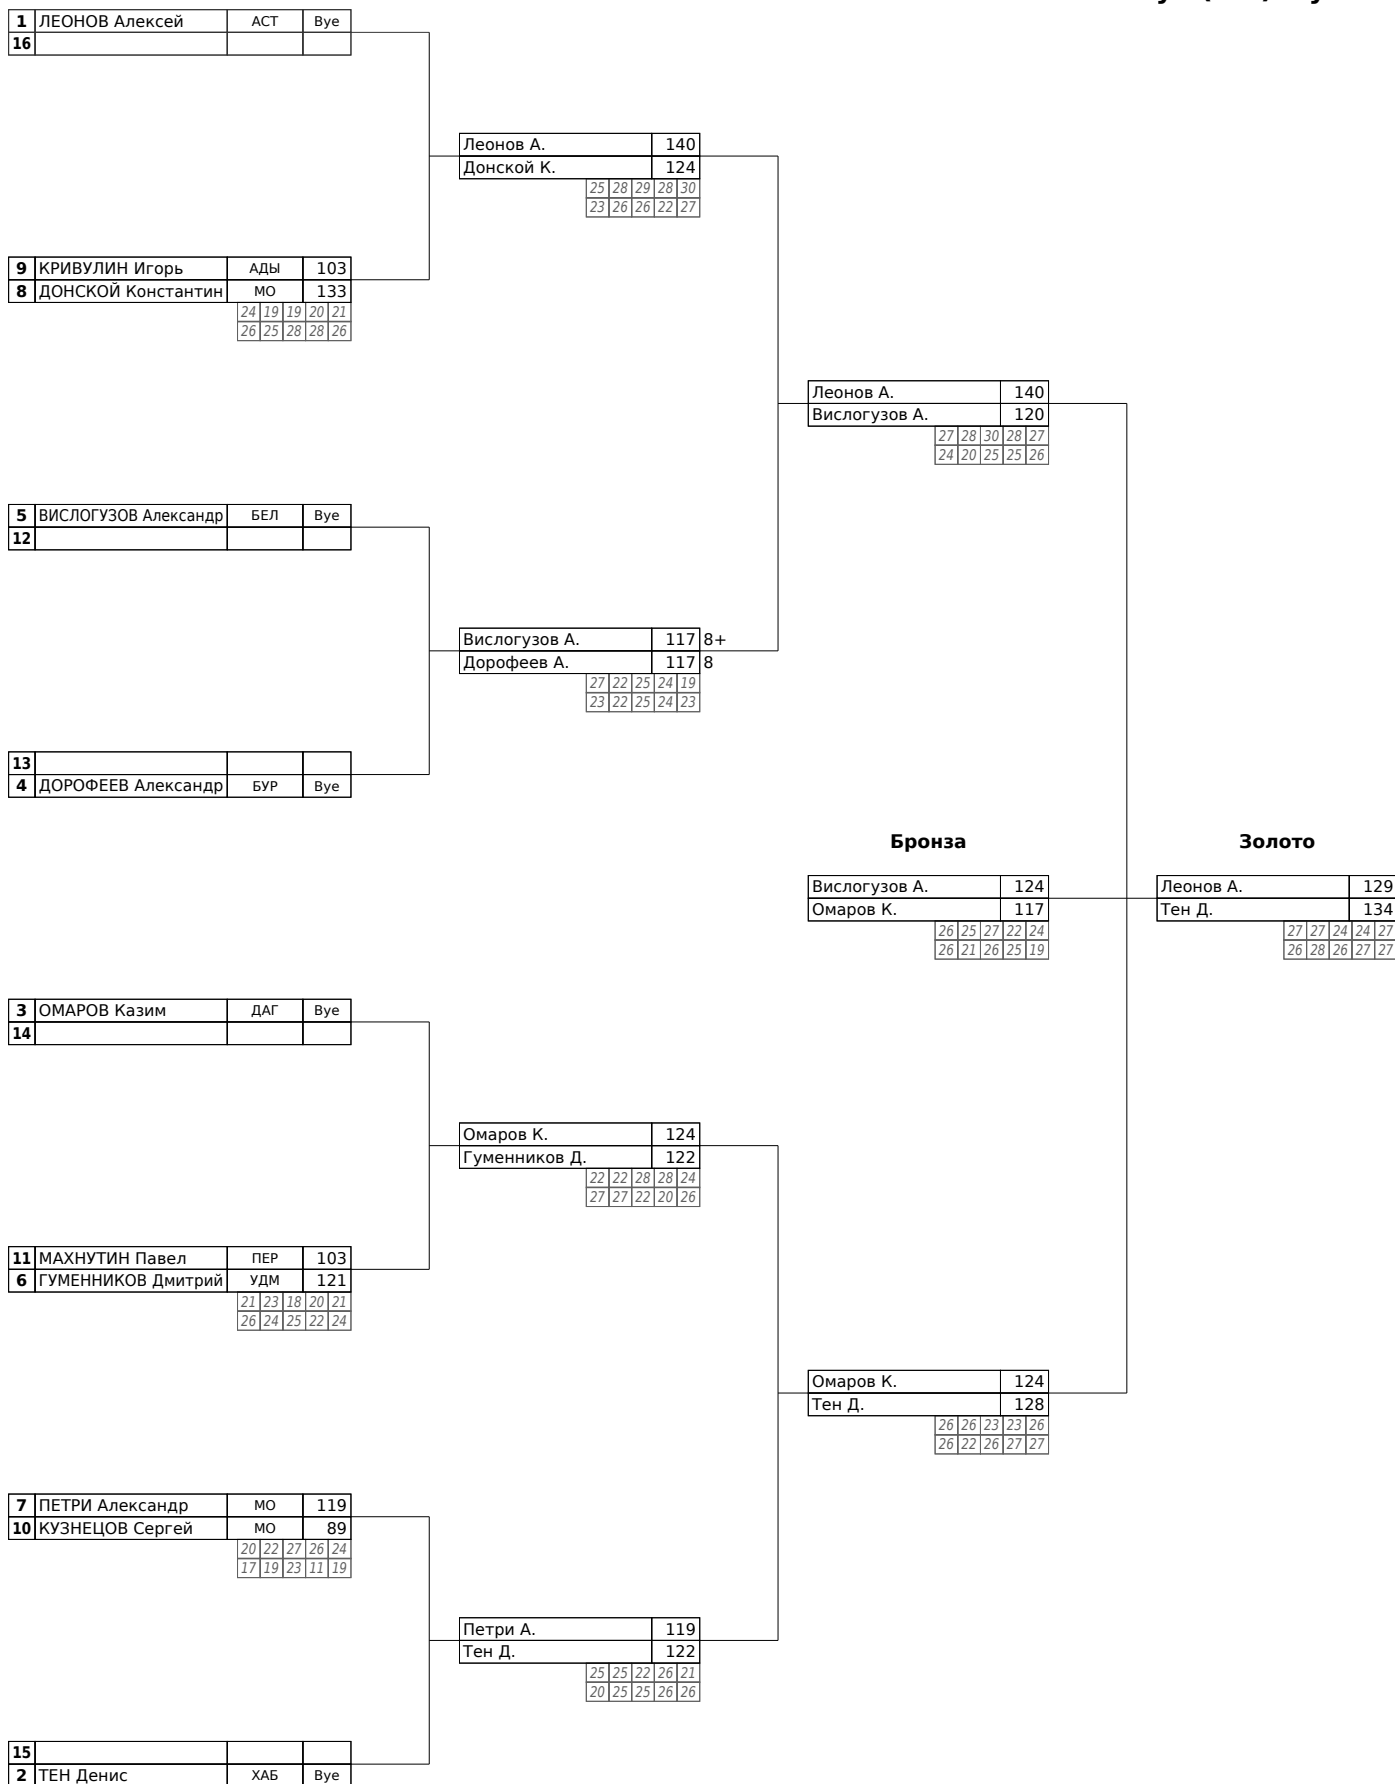 1 ЛЕОНОВ Алексей АСТ Bye
16
Леонов А. 140
Донской К. 124
25 28 29 28 30
23 26 26 22 27
9 КРИВУЛИН Игорь АДЫ 103
8 ДОНСКОЙ Константин МО 133
24 19 19 20 21
26 25 28 28 26
Леонов А. 140
Вислогузов А. 120
27 28 30 28 27
24 20 25 25 26
5 ВИСЛОГУЗОВ Александр БЕЛ Bye
12
Вислогузов А. 117 8+
Дорофеев А. 117 8
27 22 25 24 19
23 22 25 24 23
13
4 ДОРОФЕЕВ Александр БУР Bye
Бронза Золото
Вислогузов А. 124 Леонов А. 129
Омаров К. 117 Тен Д. 134
26 25 27 22 24 27 27 24 24 27
26 21 26 25 19 26 28 26 27 27
3 ОМАРОВ Казим ДАГ Bye
14
Омаров К. 124
Гуменников Д. 122
22 22 28 28 24
27 27 22 20 26
11 МАХНУТИН Павел ПЕР 103
6 ГУМЕННИКОВ Дмитрий УДМ 121
21 23 18 20 21
26 24 25 22 24
Омаров К. 124
Тен Д. 128
26 26 23 23 26
26 22 26 27 27
7 ПЕТРИ Александр МО 119
10 КУЗНЕЦОВ Сергей МО 89
20 22 27 26 24
17 19 23 11 19
Петри А. 119
Тен Д. 122
25 25 22 26 21
20 25 25 26 26
15
2 ТЕН Денис ХАБ Bye